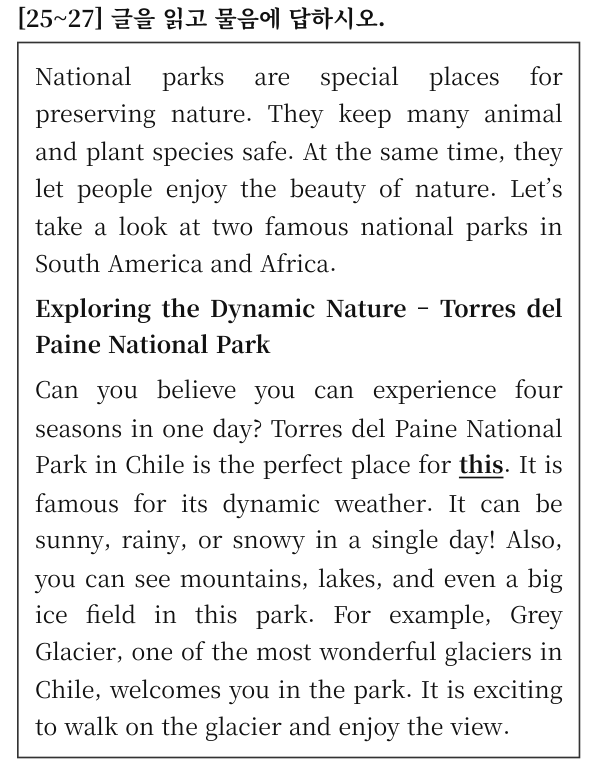 [25~27] 글을 읽고 물음에 답하시오.
National parks are special places for
preserving nature. They keep many animal
and plant species safe. At the same time, they
let people enjoy the beauty of nature. Let’s
take a look at two famous national parks in
South America and Africa.
Exploring the Dynamic Nature – Torres del
Paine National Park
Can you believe you can experience four
seasons in one day? Torres del Paine National
Park in Chile is the perfect place for this. It is
famous for its dynamic weather. It can be
sunny, rainy, or snowy in a single day! Also,
you can see mountains, lakes, and even a big
ice field in this park. For example, Grey
Glacier, one of the most wonderful glaciers in
Chile, welcomes you in the park. It is exciting
to walk on the glacier and enjoy the view.